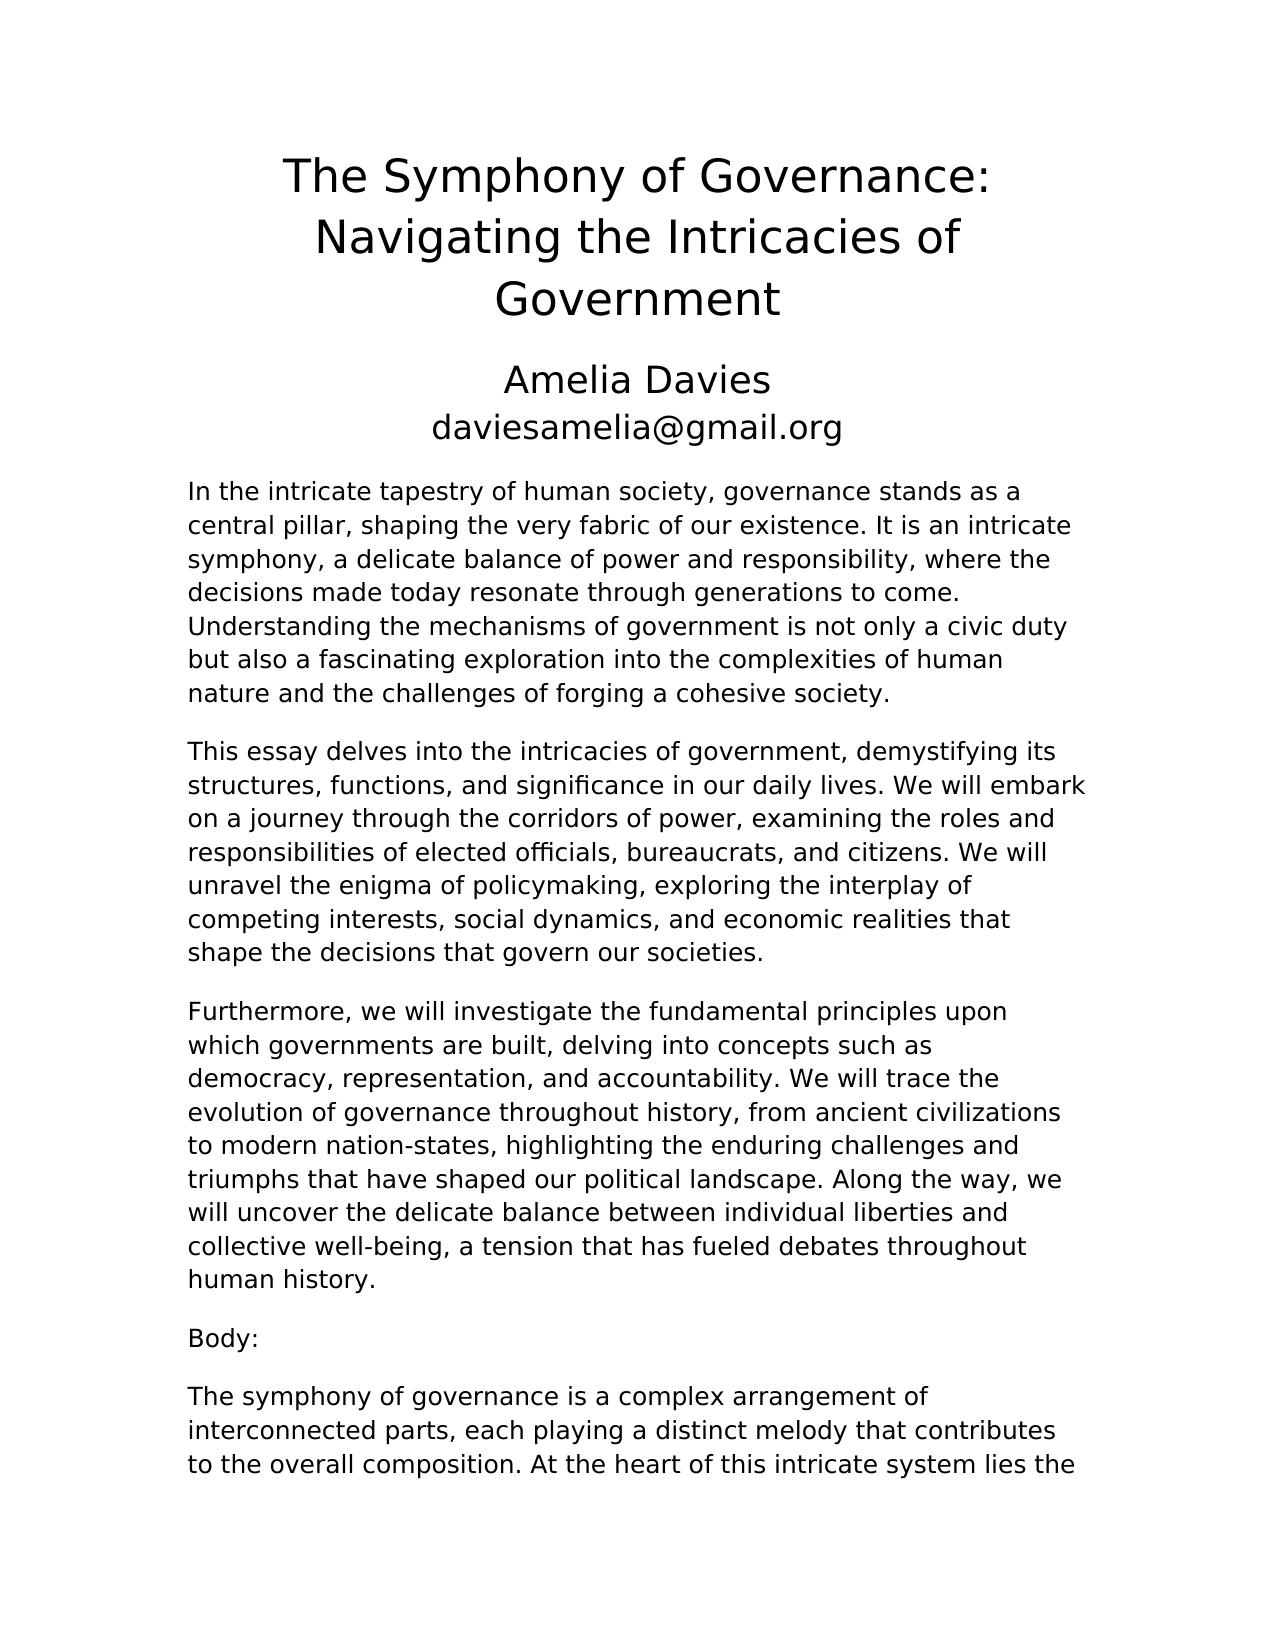 The Symphony of Governance:
Navigating the Intricacies of
Government
Amelia Davies
daviesamelia@gmail.org
In the intricate tapestry of human society, governance stands as a
central pillar, shaping the very fabric of our existence. It is an intricate
symphony, a delicate balance of power and responsibility, where the
decisions made today resonate through generations to come.
Understanding the mechanisms of government is not only a civic duty
but also a fascinating exploration into the complexities of human
nature and the challenges of forging a cohesive society.
This essay delves into the intricacies of government, demystifying its
structures, functions, and significance in our daily lives. We will embark
on a journey through the corridors of power, examining the roles and
responsibilities of elected officials, bureaucrats, and citizens. We will
unravel the enigma of policymaking, exploring the interplay of
competing interests, social dynamics, and economic realities that
shape the decisions that govern our societies.
Furthermore, we will investigate the fundamental principles upon
which governments are built, delving into concepts such as
democracy, representation, and accountability. We will trace the
evolution of governance throughout history, from ancient civilizations
to modern nation-states, highlighting the enduring challenges and
triumphs that have shaped our political landscape. Along the way, we
will uncover the delicate balance between individual liberties and
collective well-being, a tension that has fueled debates throughout
human history.
Body:
The symphony of governance is a complex arrangement of
interconnected parts, each playing a distinct melody that contributes
to the overall composition. At the heart of this intricate system lies the